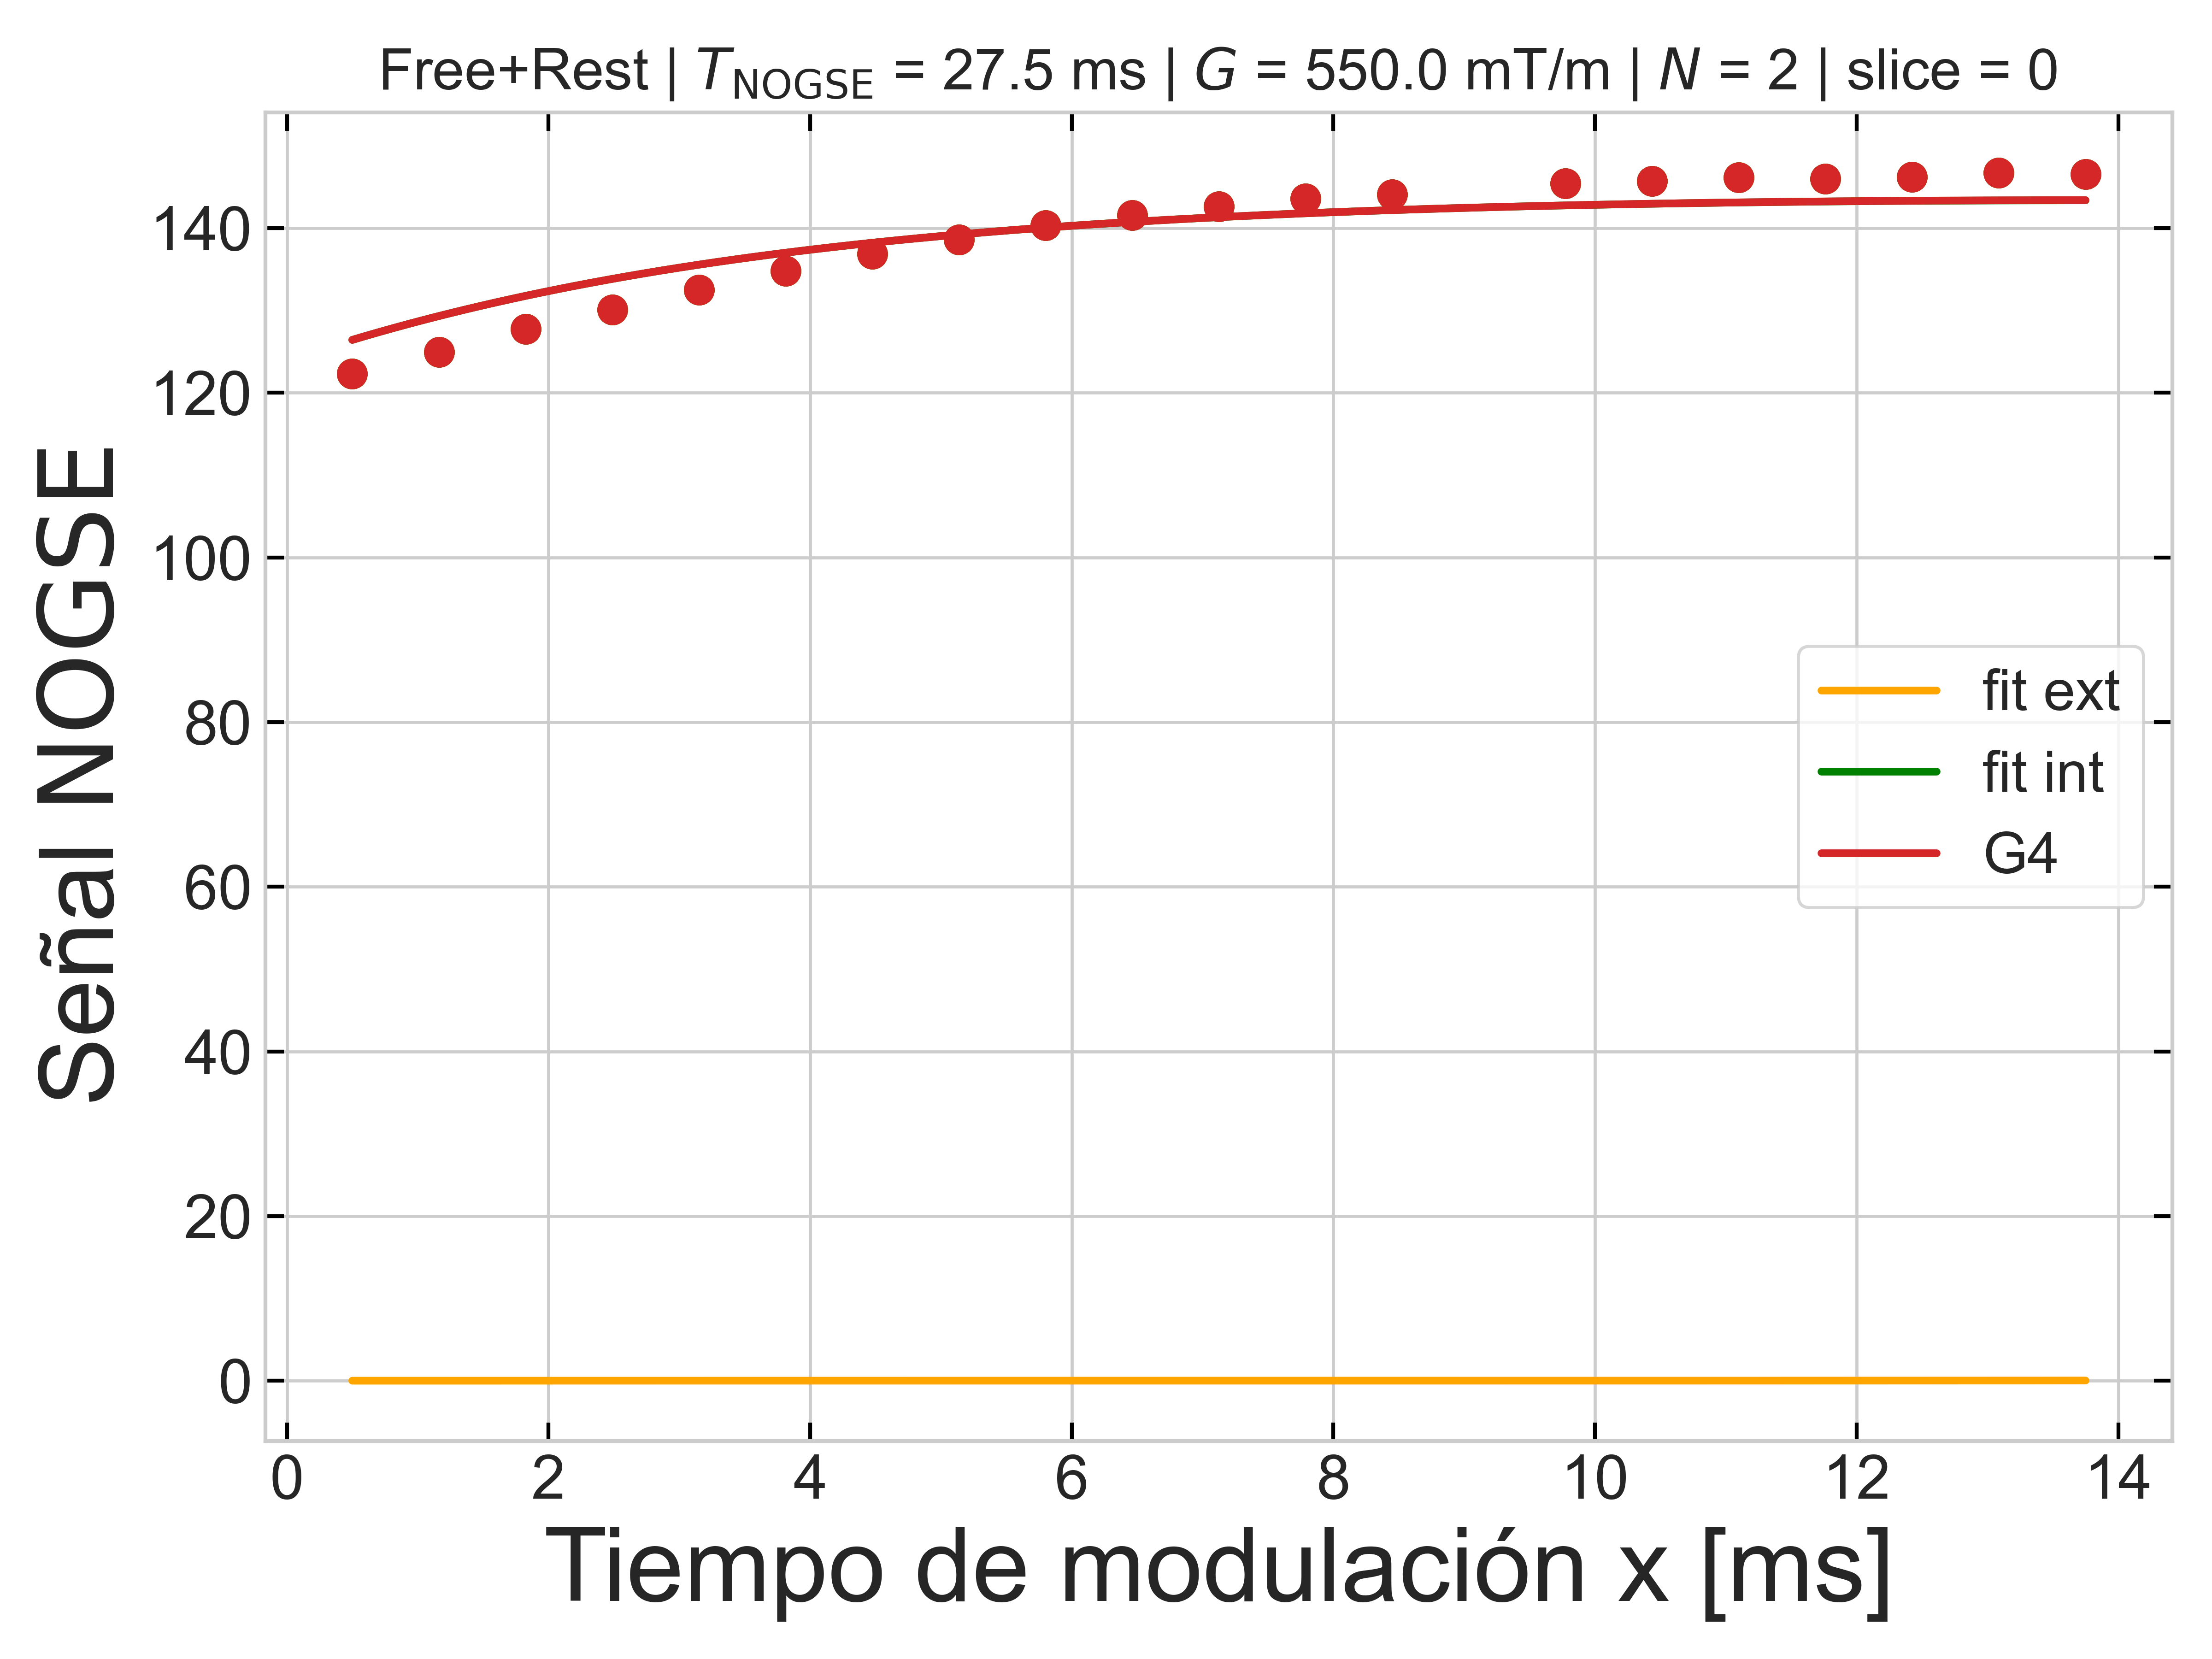 Free+Rest | T_NOGSE = 27.5 ms | G = 550.0 mT/m | N = 2 | slice = 0
Señal NOGSE
140
120
100
80
60
40
20
0
fit ext
fit int
G4
0 2 4 6 8 10 12 14
Tiempo de modulación x [ms]